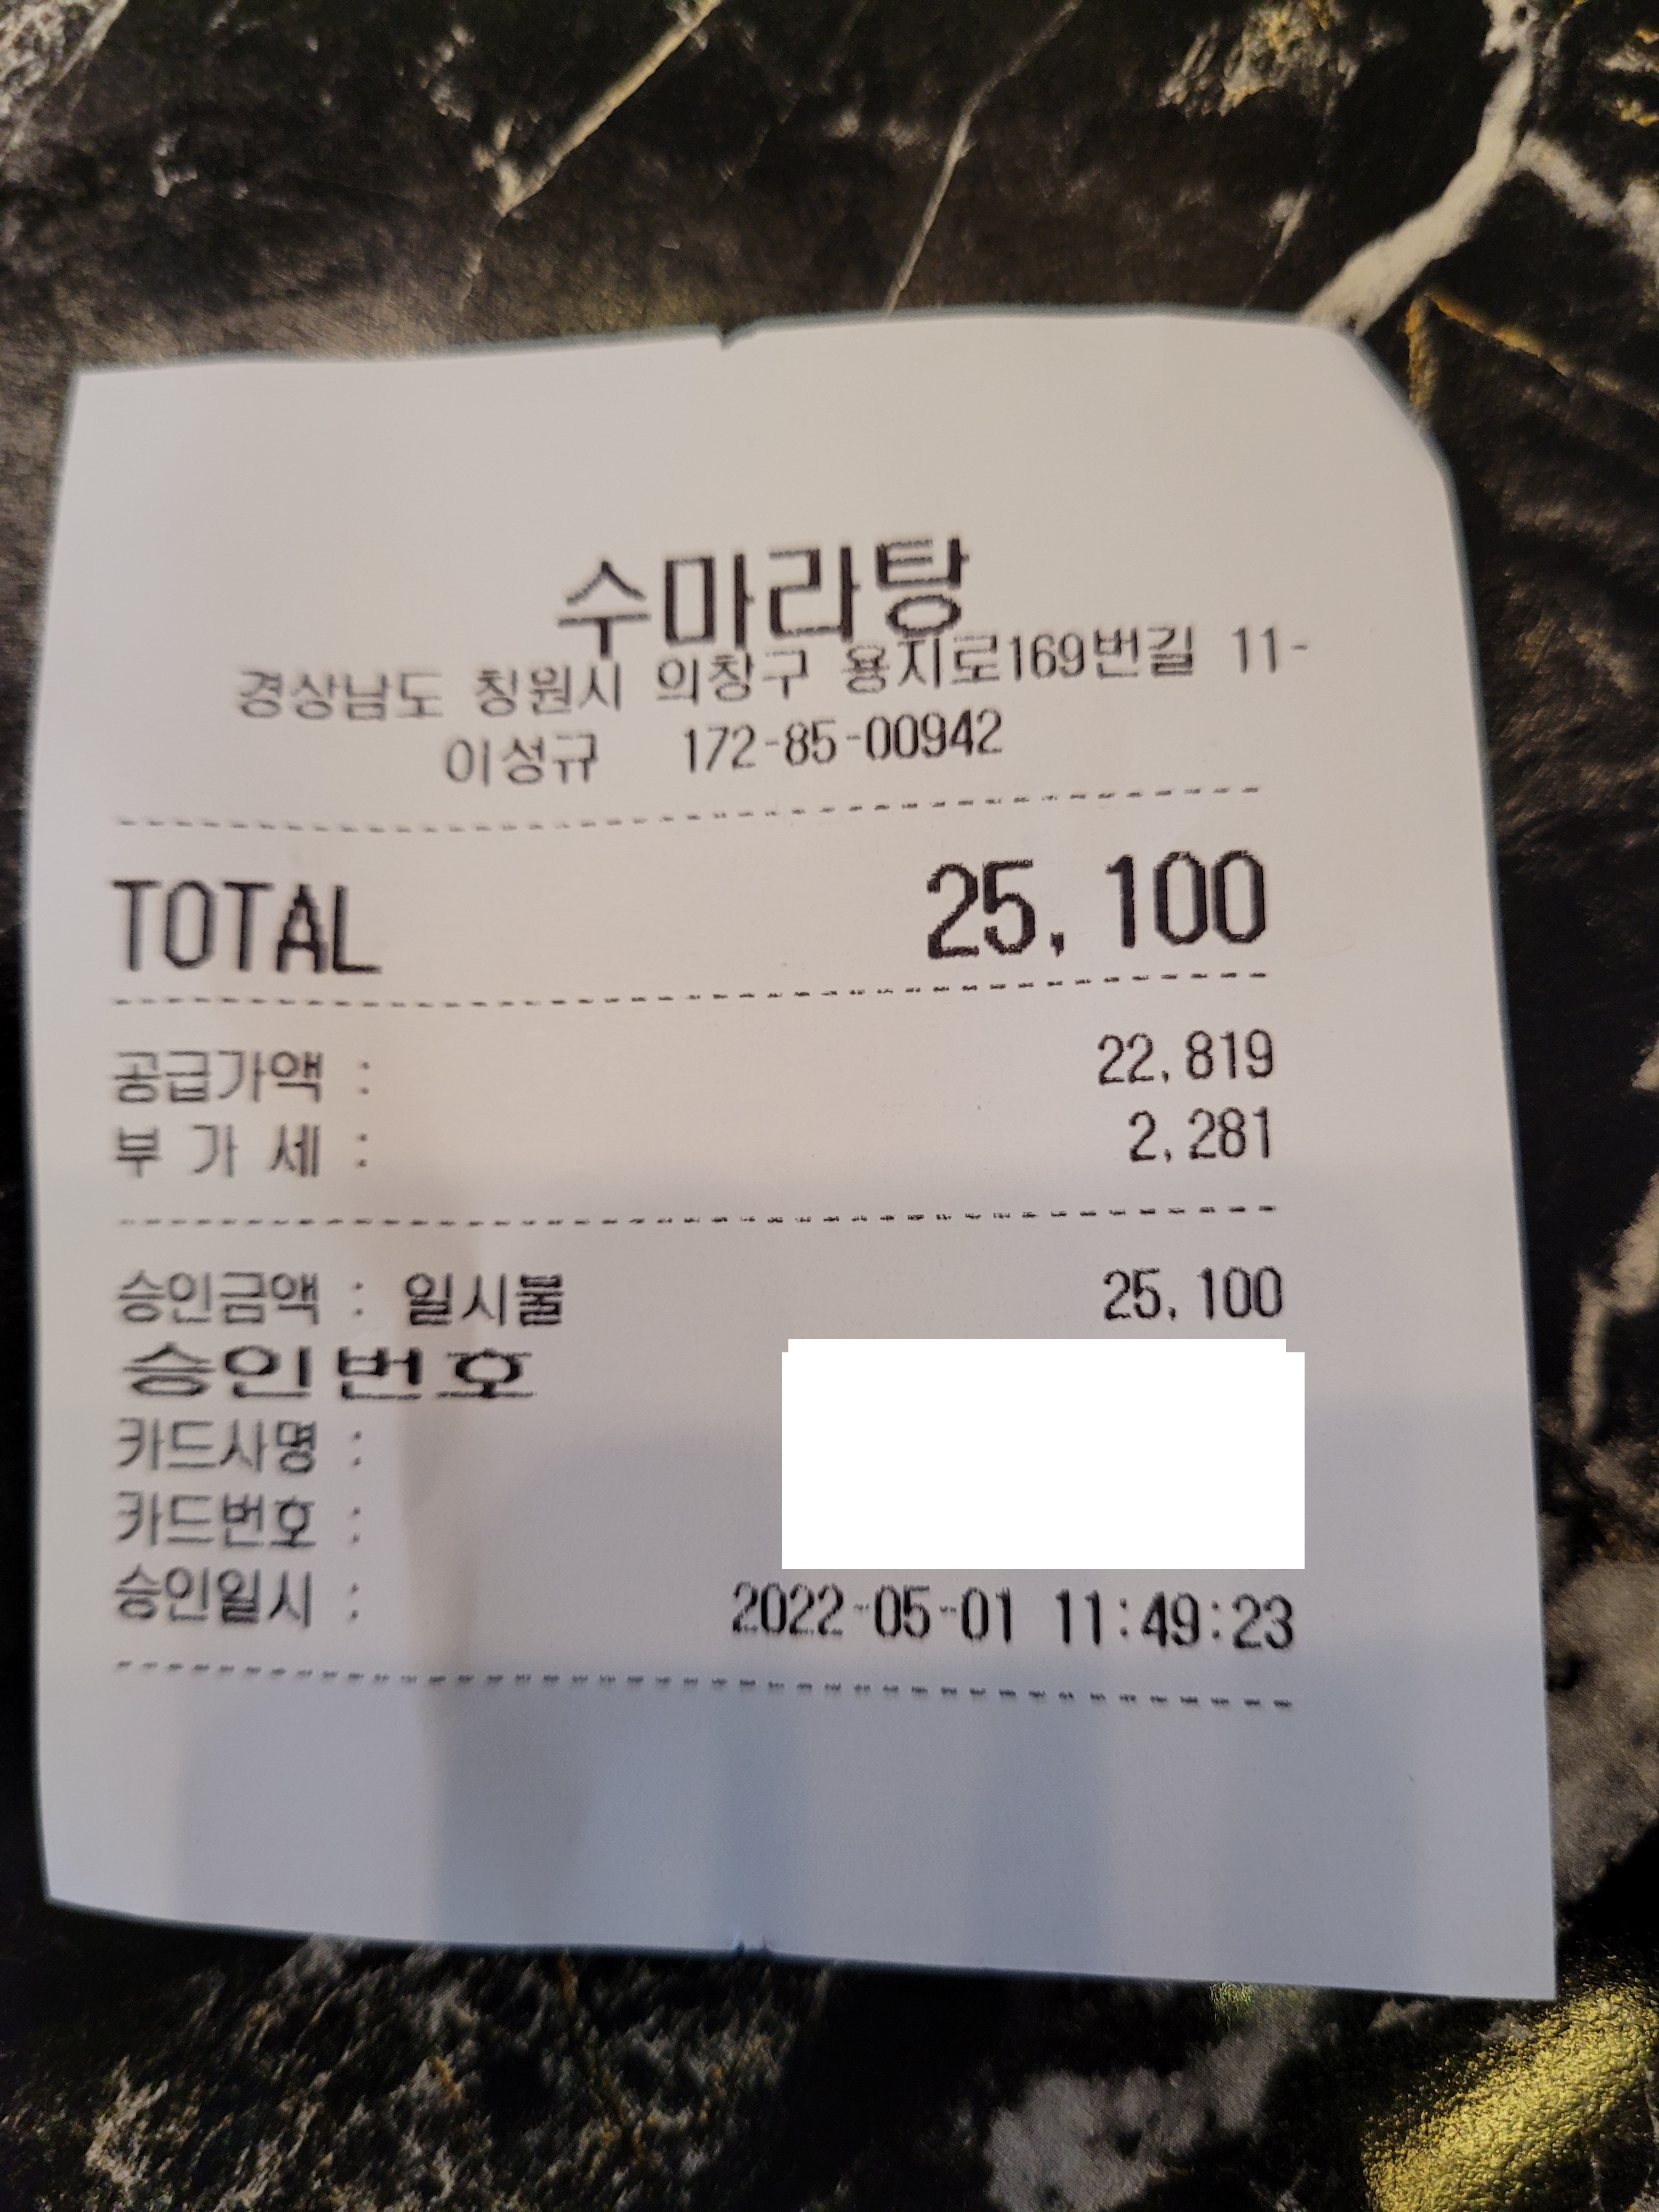 수마라탕
경상남도 창원시 의창구 용지로169번길 11-
이성규 172-85-00942
TOTAL 25,100
공급가액 : 22,819
부 가 세 : 2,281
승인금액 : 일시불 25,100
승인번호
카드사명 :
카드번호 :
승인일시 : 2022-05-01 11:49:23